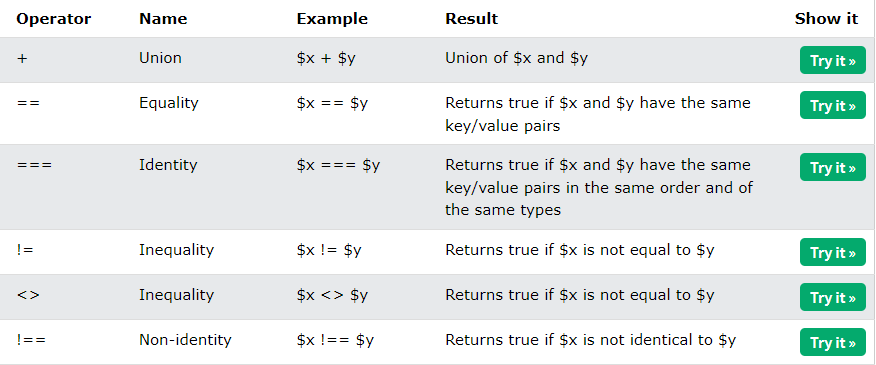 Operator Name Example Result Show it
+ Union $x + $y Union of $x and $y Try it »
== Equality $x == $y Returns true if $x and $y have the same Try it »
key/value pairs
=== Identity $x === $y Returns true if $x and $y have the same Try it »
key/value pairs in the same order and of
the same types
!= Inequality $x != $y Returns true if $x is not equal to $y Try it »
<> Inequality $x <> $y Returns true if $x is not equal to $y Try it »
!== Non-identity $x !== $y Returns true if $x is not identical to $y Try it »